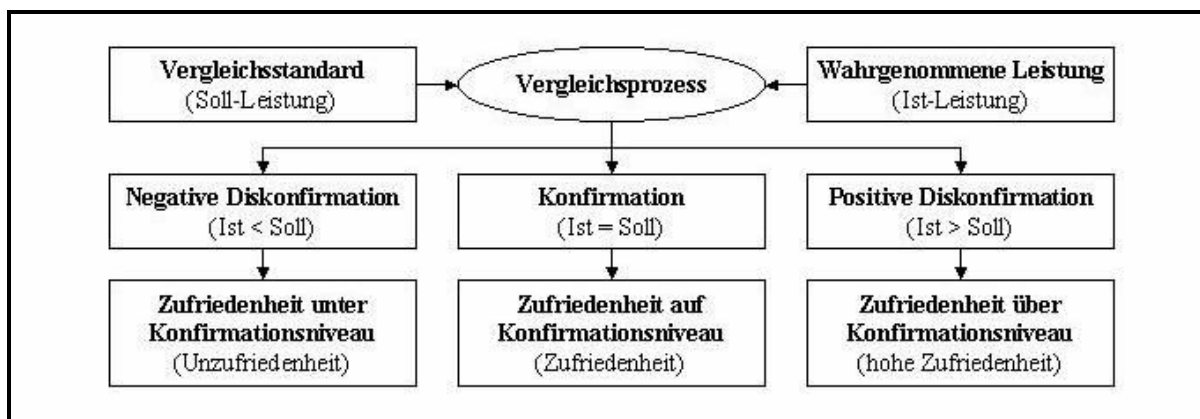 Vergleichsstandard
(Soll-Leistung)
Vergleichsprozess
Wahrgenommene Leistung
(Ist-Leistung)
Negative Diskonfirmation
(Ist < Soll)
Konfirmation
(Ist = Soll)
Positive Diskonfirmation
(Ist > Soll)
Zufriedenheit unter
Konfirmationsniveau
(Unzufriedenheit)
Zufriedenheit auf
Konfirmationsniveau
(Zufriedenheit)
Zufriedenheit über
Konfirmationsniveau
(hohe Zufriedenheit)